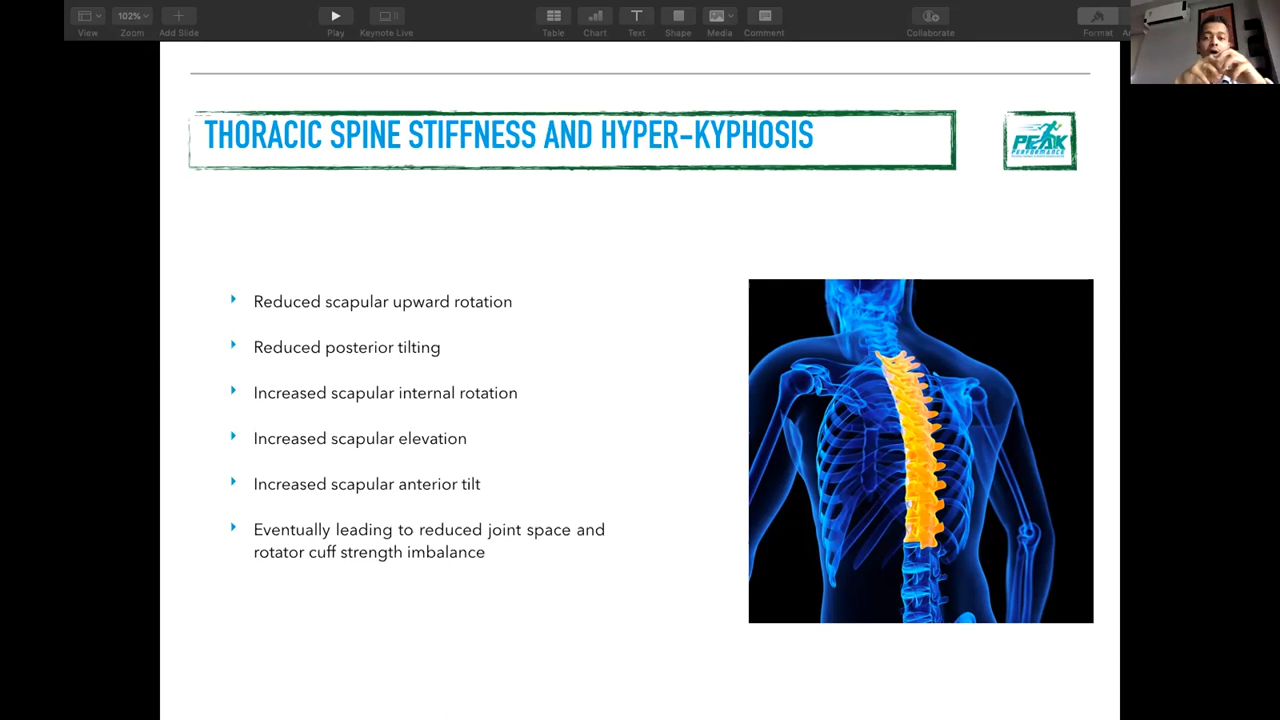 102%
View
Zoom
Add Slide
Play
Keynote Live
Table
Chart
Text
Shape
Media
Comment
Collaborate
Format
THORACIC SPINE STIFFNESS AND HYPER-KYPHOSIS
PEAK
PERFORMANCE
Reduced scapular upward rotation
Reduced posterior tilting
Increased scapular internal rotation
Increased scapular elevation
Increased scapular anterior tilt
Eventually leading to reduced joint space and
rotator cuff strength imbalance